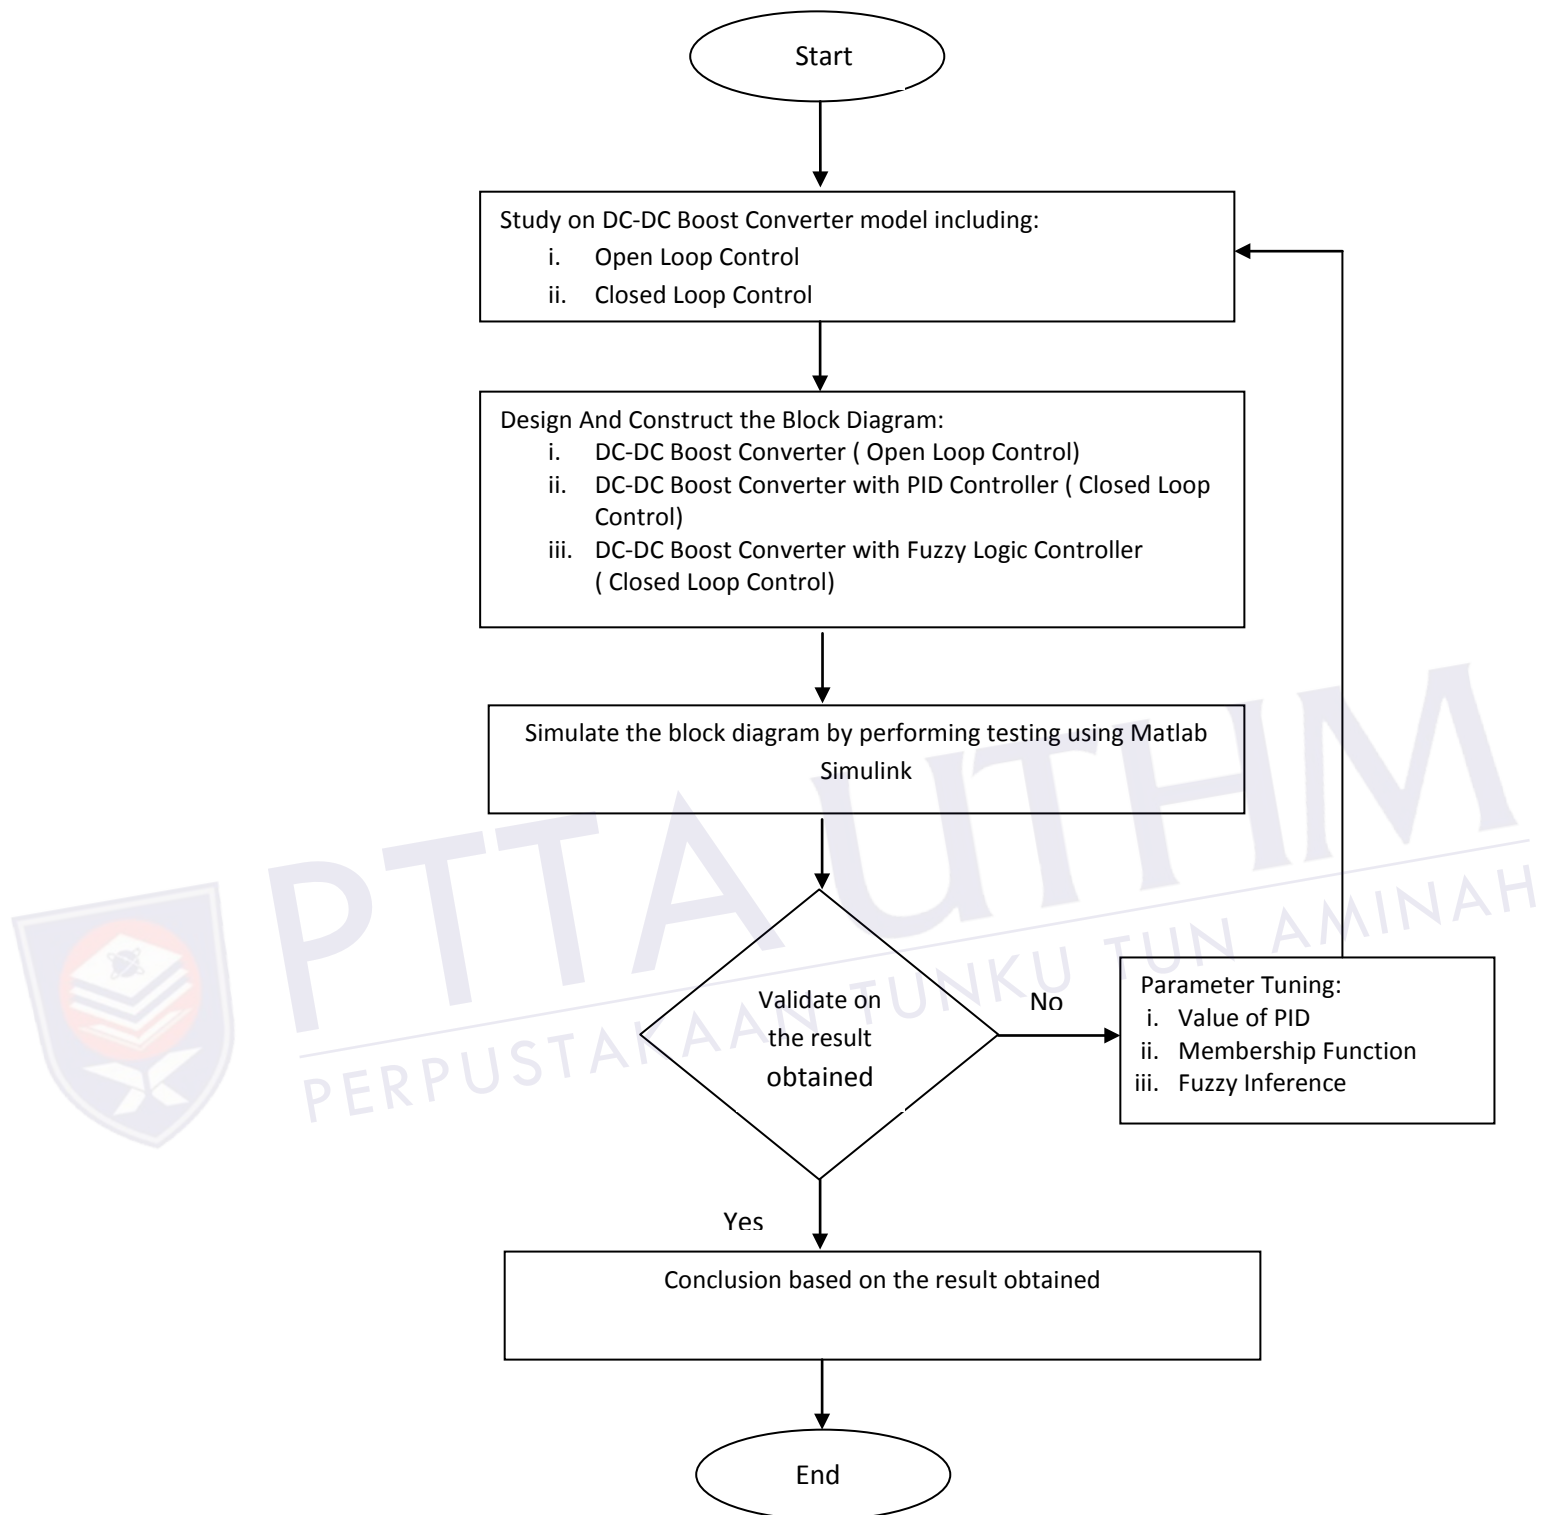 Start
Study on DC-DC Boost Converter model including:
i. Open Loop Control
ii. Closed Loop Control
Design And Construct the Block Diagram:
i. DC-DC Boost Converter ( Open Loop Control)
ii. DC-DC Boost Converter with PID Controller ( Closed Loop
Control)
iii. DC-DC Boost Converter with Fuzzy Logic Controller
( Closed Loop Control)
Simulate the block diagram by performing testing using Matlab
Simulink
PTTA UTHM
PERPUSTAKAAN TUNKU TUN AMINAH
Validate on
the result
obtained
No
Parameter Tuning:
i. Value of PID
ii. Membership Function
iii. Fuzzy Inference
Yes
Conclusion based on the result obtained
End